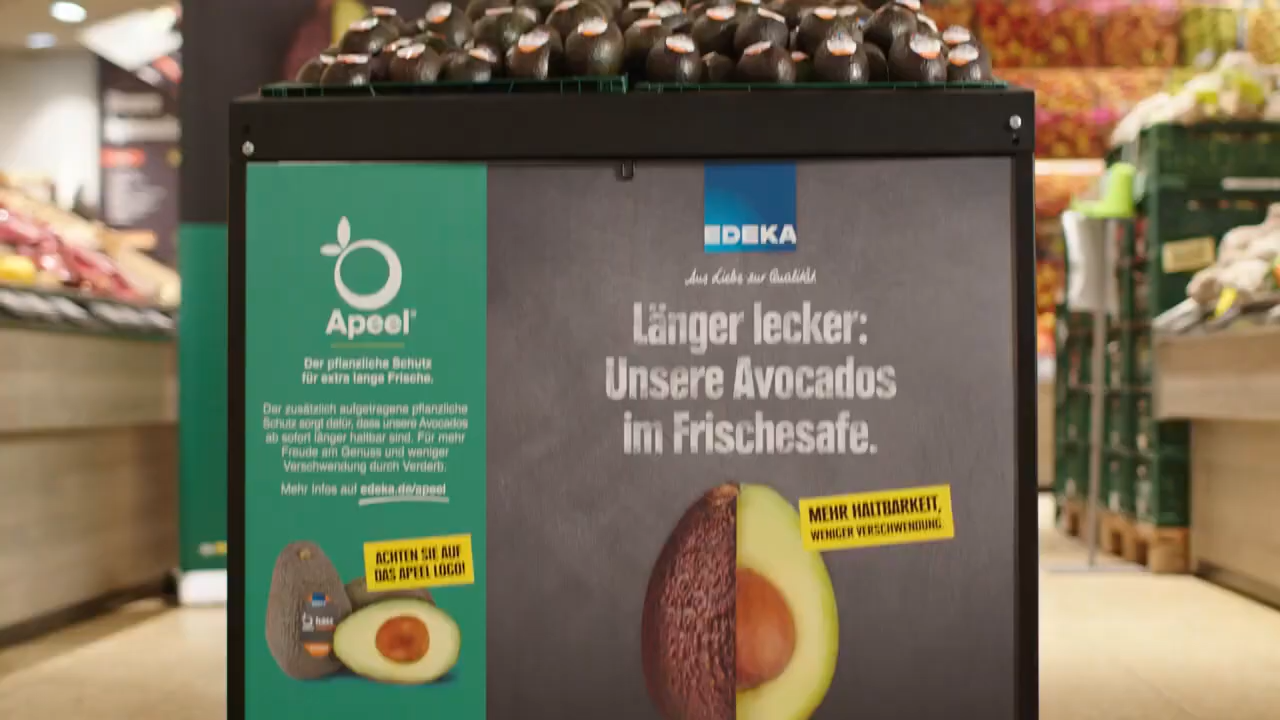 Apeel
Der pflanzliche Schutz
für extra lange Frische.
Der zusätzlich aufgetragene pflanzliche
Schutz sorgt dafür, dass unsere Avocados
ab sofort länger haltbar sind. Für mehr
Freude am Genuss und weniger
Verschwendung durch Verderb.
Mehr Infos auf edeka.de/apeel
ACHTEN SIE AUF
DAS APEEL LOGO!
EDEKA
Aus Liebe zur Qualität
Länger lecker:
Unsere Avocados
im Frischesafe.
MEHR HALTBARKEIT,
WENIGER VERSCHWENDUNG.